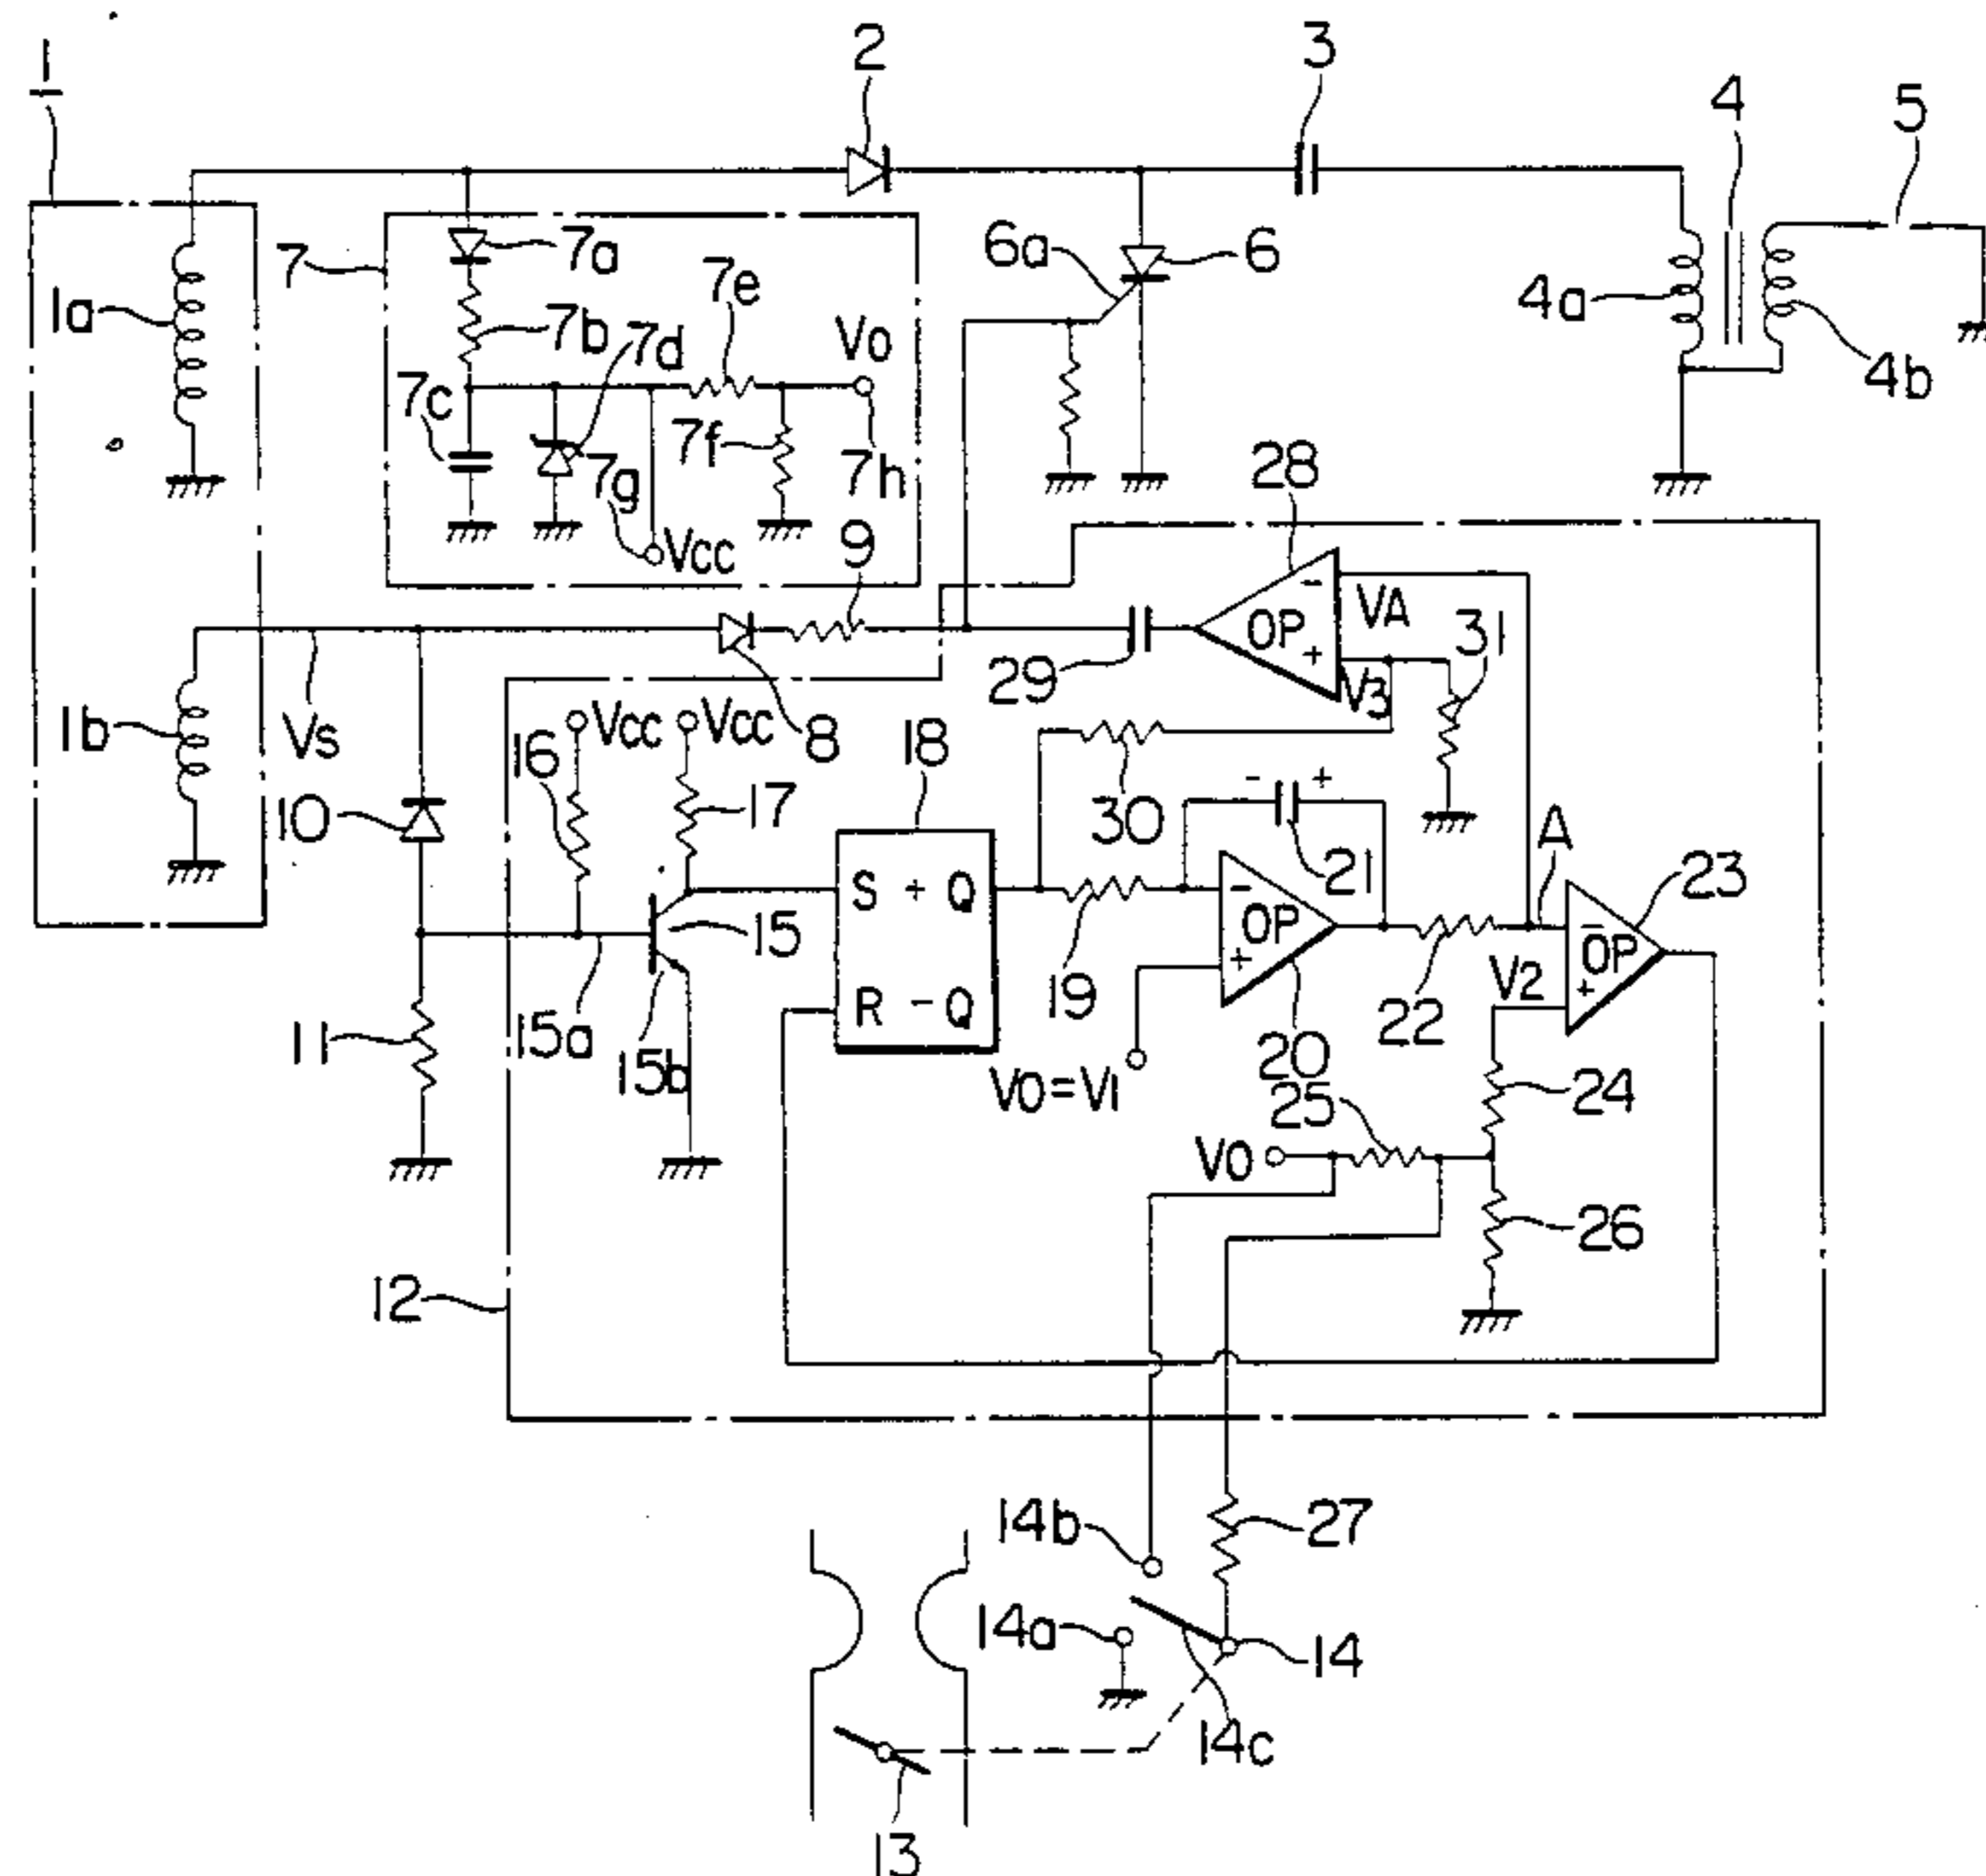 1
2
3
4
5
7
7a
6a
6
1a
7b
7d
7e
Vo
4a
4b
7c
7f
7g
7h
28
Vcc
9
-
VA
OP
+
31
V3
29
1b
Vs
8
Vcc
Vcc
18
16
17
10
30
- +
21
A
23
S + Q
-
OP
+
-
OP
+
15
R - Q
19
22
V2
11
15a
15b
Vo=V1
20
25
24
Vo
26
12
14b
27
14a
14
14c
13